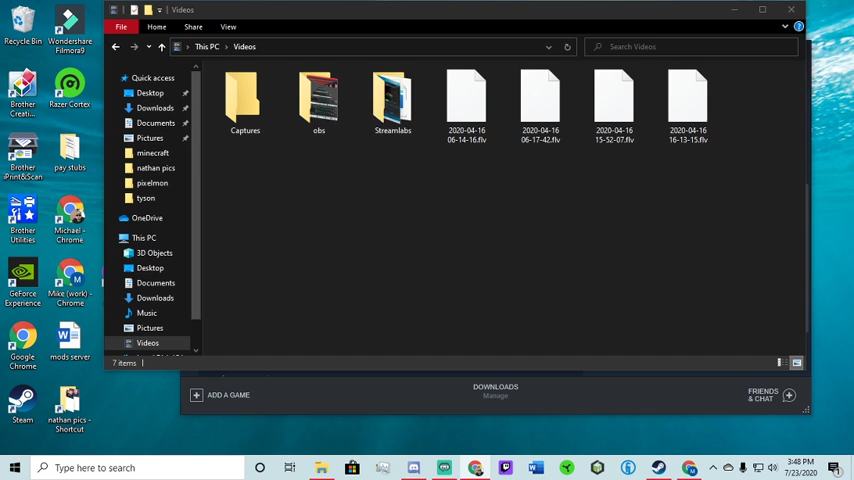 Videos
File
Home
Share
View
This PC
Videos
Search Videos
Quick access
Desktop
Downloads
Documents
Pictures
minecraft
nathan pics
pixelmon
tyson
OneDrive
This PC
3D Objects
Desktop
Documents
Downloads
Music
Pictures
Videos
Captures
obs
Streamlabs
2020-04-16
06-14-16.flv
2020-04-16
06-17-42.flv
2020-04-16
15-52-07.flv
2020-04-16
16-13-15.flv
7 items
Recycle Bin
Wondershare
Filmora9
Brother
Creati...
Razer Cortex
Brother
iPrint&Scan
pay stubs
Brother
Utilities
Michael -
Chrome
GeForce
Experience
Mike (work) -
Chrome
Google
Chrome
mods server
Steam
nathan pics -
Shortcut
ADD A GAME
DOWNLOADS
Manage
FRIENDS
& CHAT
Type here to search
3:48 PM
7/23/2020